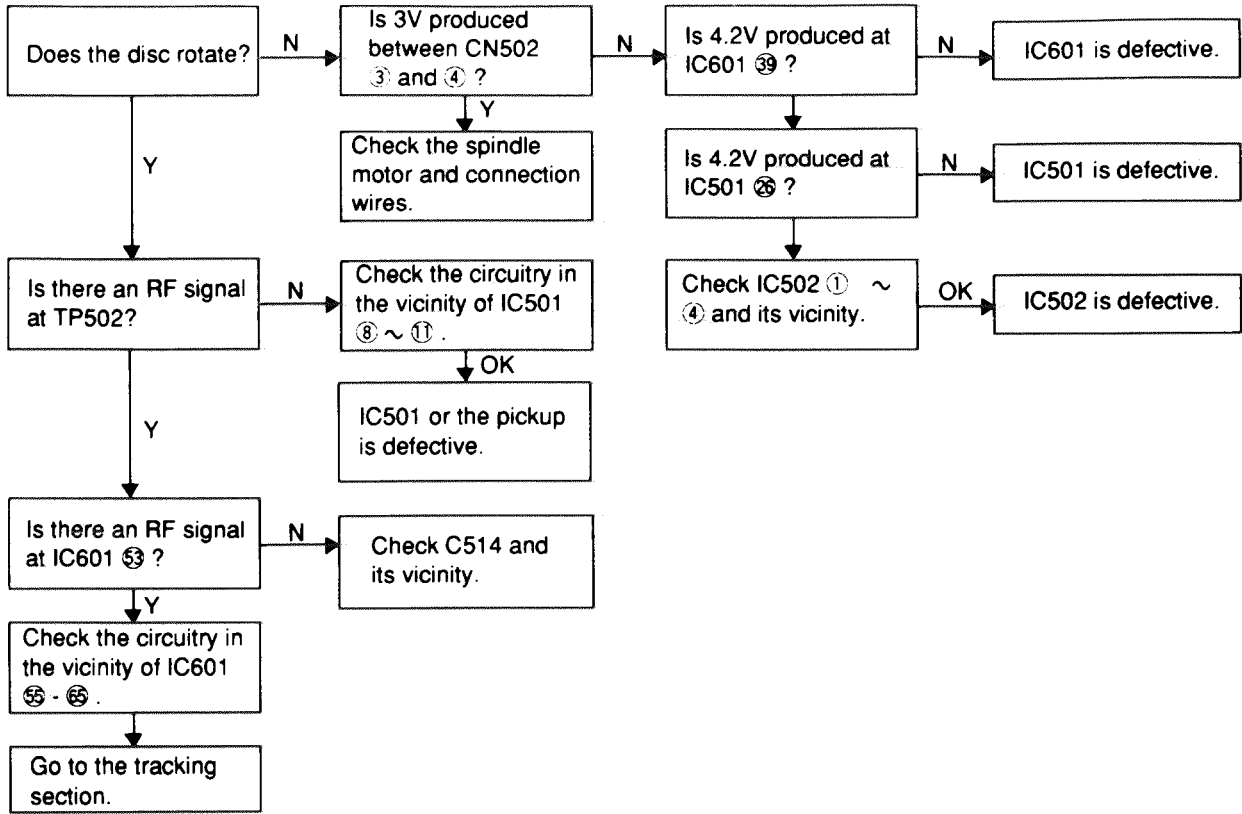 Does the disc rotate?
N
Is 3V produced
between CN502
③ and ④ ?
N
Is 4.2V produced at
IC601 ㊴ ?
N
IC601 is defective.
Y
Check the spindle
motor and connection
wires.
Is 4.2V produced at
IC501 ㉖ ?
N
IC501 is defective.
Y
Is there an RF signal
at TP502?
N
Check the circuitry in
the vicinity of IC501
⑧ ~ ⑪ .
Check IC502 ① ~
④ and its vicinity.
OK
IC502 is defective.
OK
IC501 or the pickup
is defective.
Y
Is there an RF signal
at IC601 53 ?
N
Check C514 and
its vicinity.
Y
Check the circuitry in
the vicinity of IC601
55 - 65 .
Go to the tracking
section.